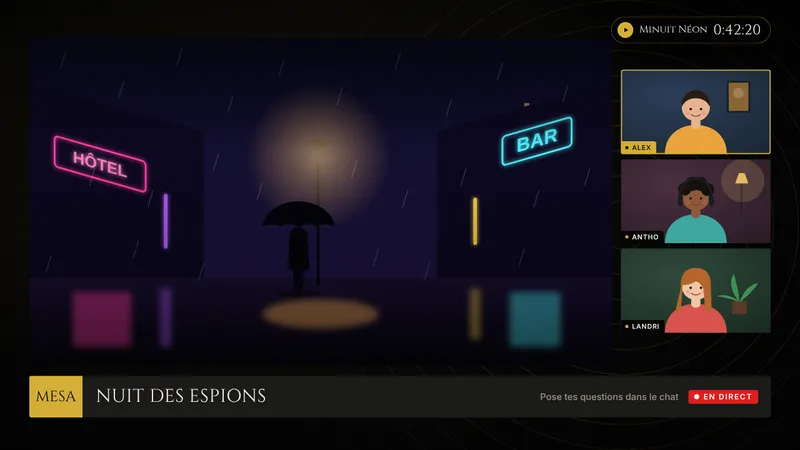 Minuit Néon 0:42:20
HÔTEL
BAR
ALEX
ANTHO
LANDRI
MESA
NUIT DES ESPIONS
Pose tes questions dans le chat
EN DIRECT